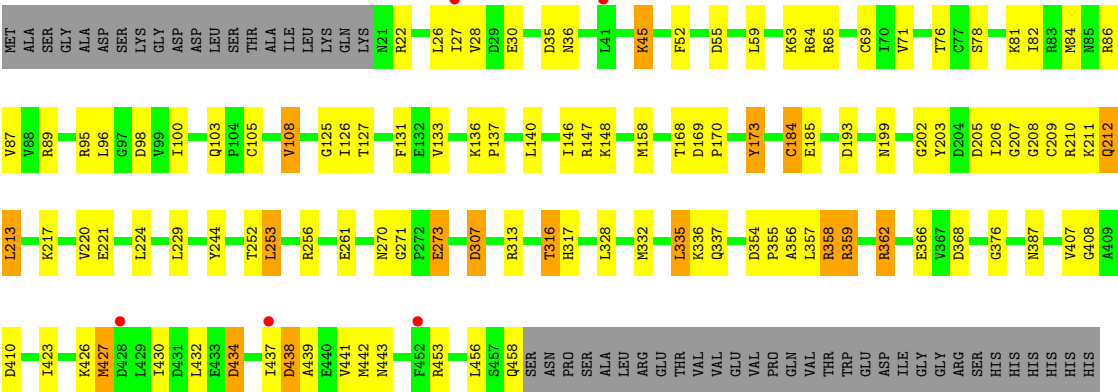 MET ALA SER GLY ALA ASP SER LYS GLY ASP ASP LEU SER THR ALA ILE LEU LYS GLN LYS N21 R22 L26 I27 V28 D29 E30 D35 N36 L41 K45 F52 D55 L59 K63 R64 R65 C69 I70 V71 T76 C77 S78 K81 I82 R83 M84 N85 R86
V87 V88 R89 R95 L96 G97 D98 V99 I100 Q103 P104 C105 V108 G125 I126 T127 F131 E132 V133 K136 P137 L140 I146 R147 K148 M158 T168 D169 P170 Y173 C184 E185 D193 N199 G202 Y203 D204 D205 I206 G207 G208 C209 R210 K211 Q212
L213 K217 V220 E221 L224 L229 Y244 T252 L253 R256 E261 N270 G271 P272 E273 D307 R313 T316 H317 L328 M332 L335 K336 Q337 D354 P355 A356 L357 R358 R359 R362 E366 V367 D368 G376 N387 V407 G408 A409
D410 I423 K426 M427 D428 L429 I430 D431 L432 E433 D434 I437 D438 A439 E440 V441 M442 N443 F452 R453 L456 S457 Q458 SER ASN PRO SER ALA LEU ARG GLU THR VAL VAL GLU VAL PRO GLN VAL THR TRP GLU ASP ILE GLY GLY ARG SER HIS HIS HIS HIS HIS HIS